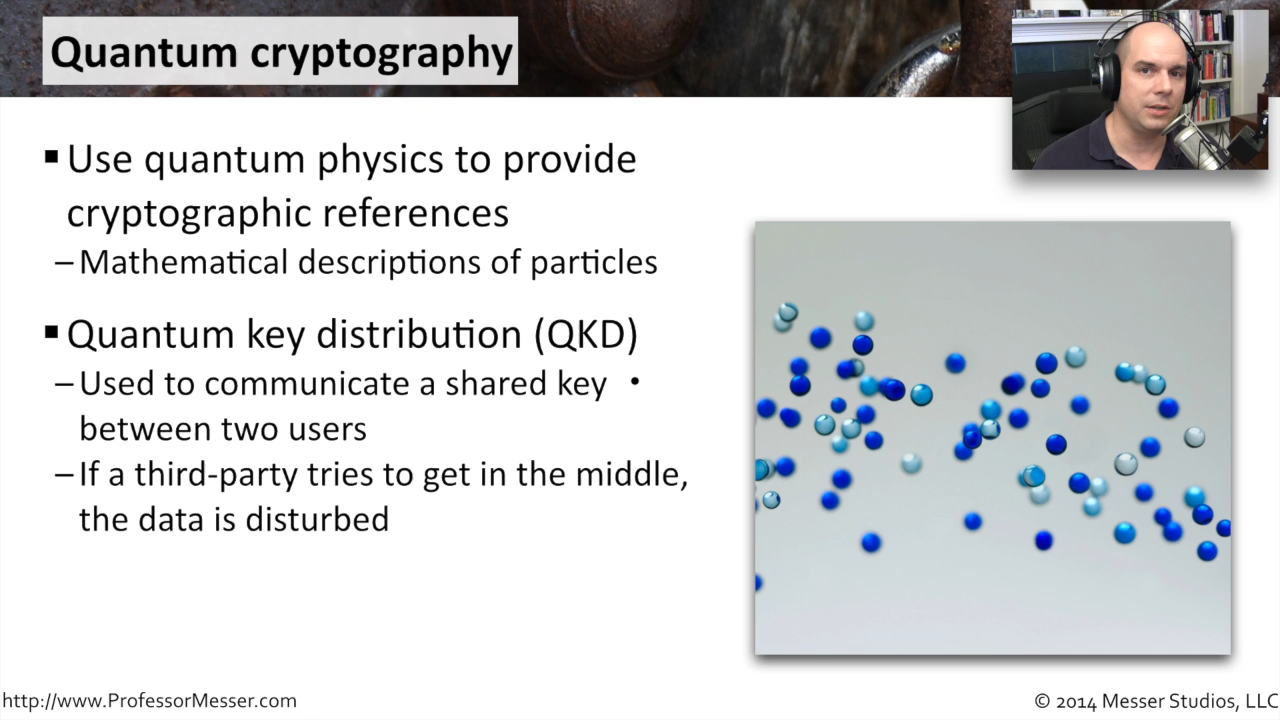 Quantum cryptography
▪ Use quantum physics to provide
cryptographic references
– Mathematical descriptions of particles
▪ Quantum key distribution (QKD)
– Used to communicate a shared key •
between two users
– If a third-party tries to get in the middle,
the data is disturbed
http://www.ProfessorMesser.com
© 2014 Messer Studios, LLC